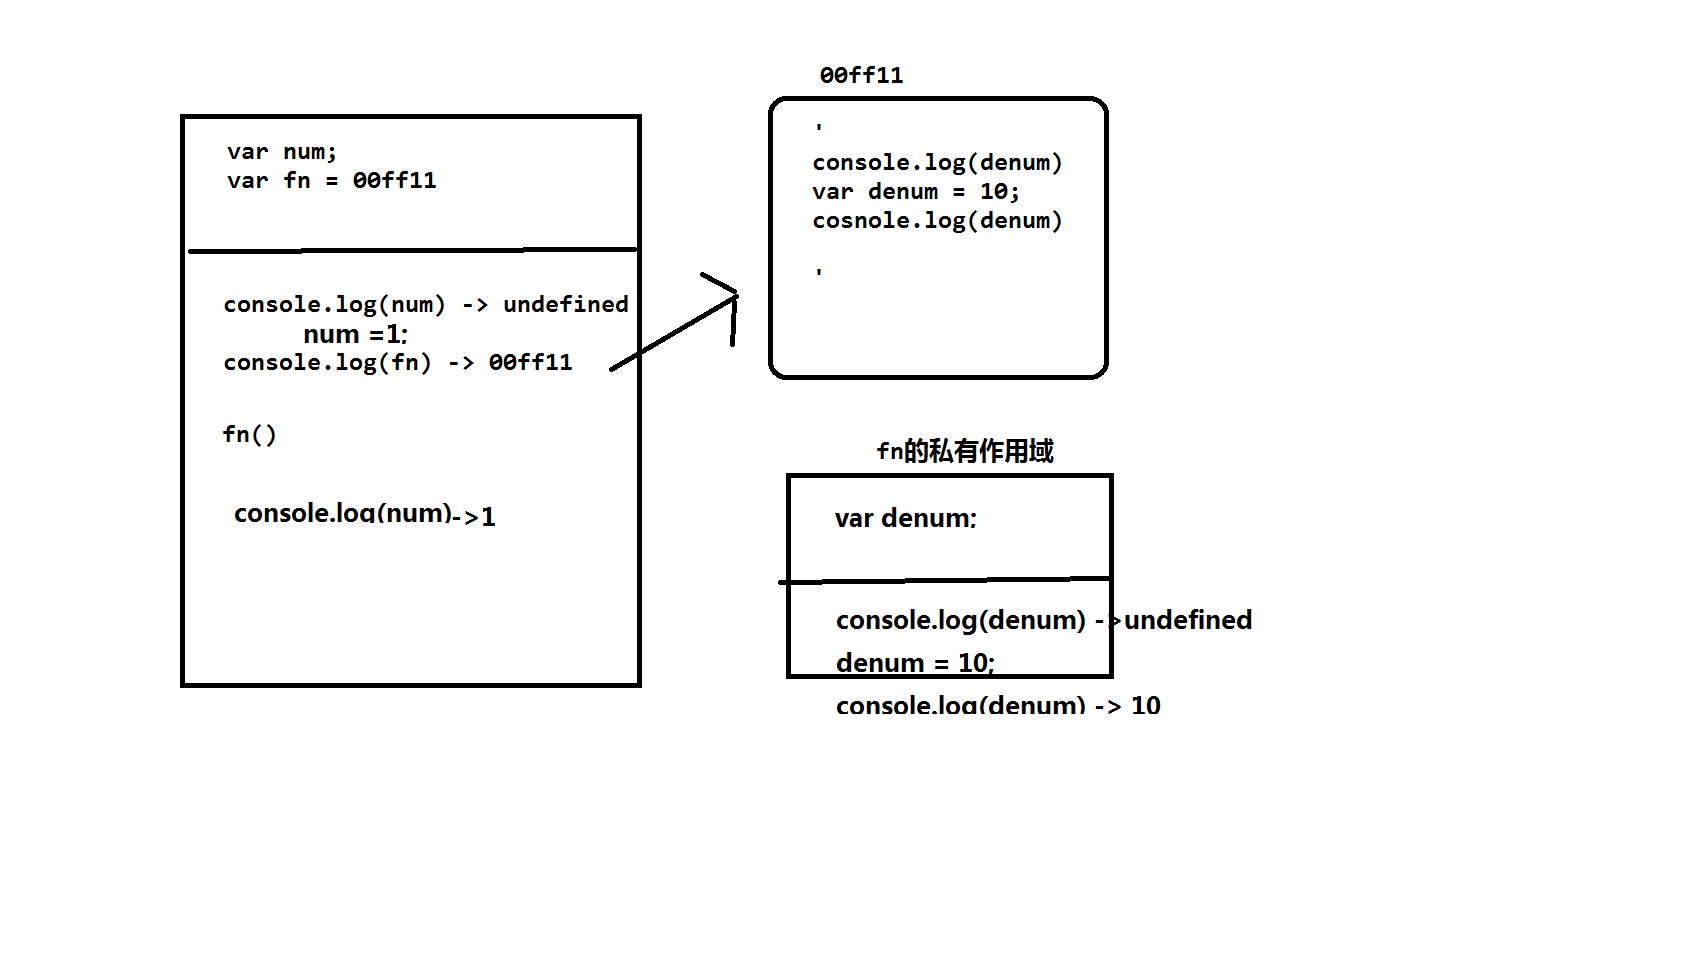 var num;
var fn = 00ff11
console.log(num) -> undefined
num =1;
console.log(fn) -> 00ff11
fn()
console.log(num)->1
00ff11
'
console.log(denum)
var denum = 10;
cosnole.log(denum)
'
fn的私有作用域
var denum;
console.log(denum) ->undefined
denum = 10;
console.log(denum) -> 10